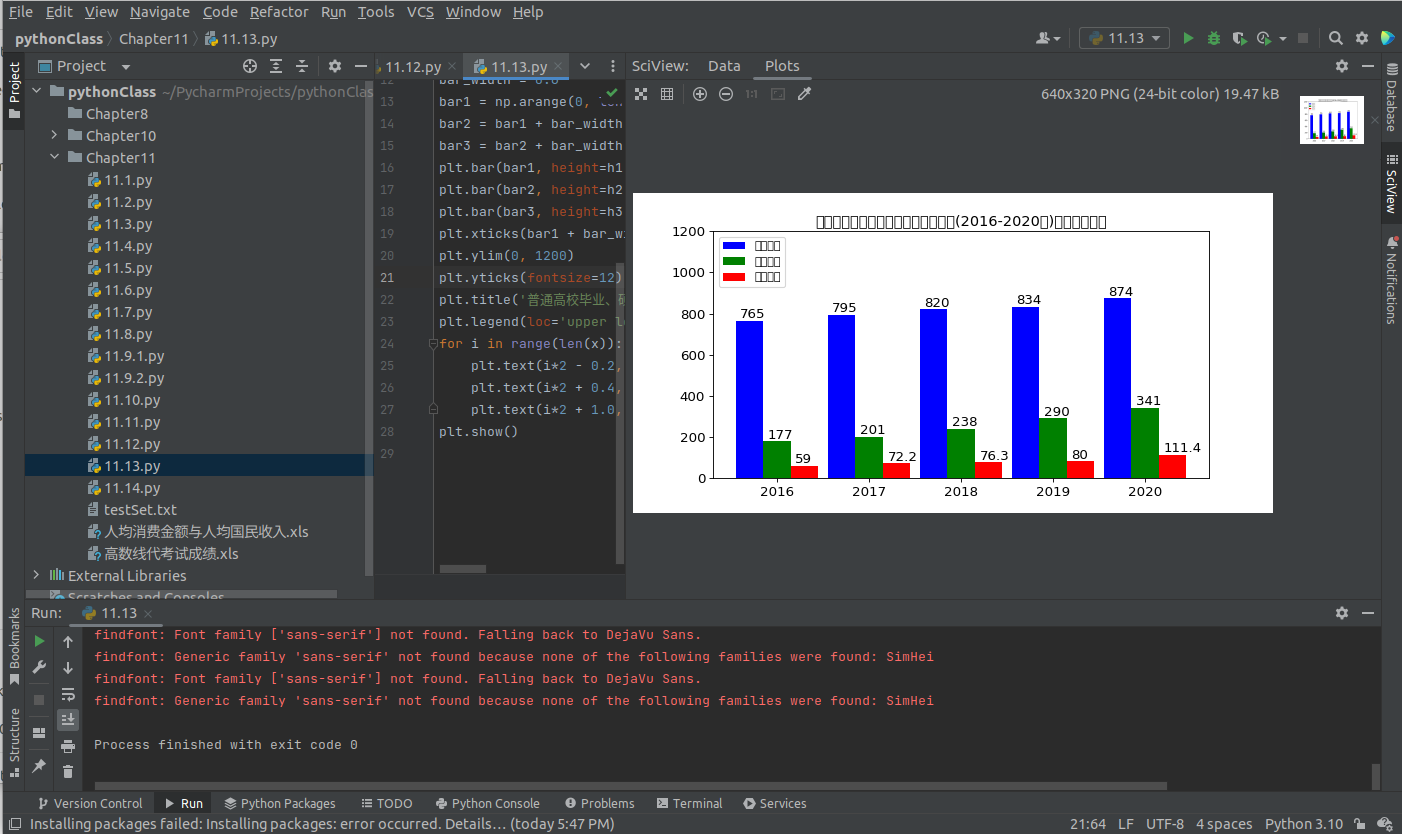 File Edit View Navigate Code Refactor Run Tools VCS Window Help
pythonClass Chapter11 11.13.py
11.13
Project
11.12.py 11.13.py
SciView: Data Plots
pythonClass ~/PycharmProjects/pythonClas
Chapter8
Chapter10
Chapter11
11.1.py
11.2.py
11.3.py
11.4.py
11.5.py
11.6.py
11.7.py
11.8.py
11.9.1.py
11.9.2.py
11.10.py
11.11.py
11.12.py
11.13.py
11.14.py
testSet.txt
人均消费金额与人均国民收入.xls
高数线代考试成绩.xls
External Libraries
Scratches and Consoles
12 bar_width = 0.6
13 bar1 = np.arange(0, len
14 bar2 = bar1 + bar_width
15 bar3 = bar2 + bar_width
16 plt.bar(bar1, height=h1
17 plt.bar(bar2, height=h2
18 plt.bar(bar3, height=h3
19 plt.xticks(bar1 + bar_wi
20 plt.ylim(0, 1200)
21 plt.yticks(fontsize=12)
22 plt.title('普通高校毕业、
23 plt.legend(loc='upper l
24 for i in range(len(x)):
25 plt.text(i*2 - 0.2,
26 plt.text(i*2 + 0.4,
27 plt.text(i*2 + 1.0,
28 plt.show()
29
1:1
640x320 PNG (24-bit color) 19.47 kB
(2016-2020
1200
1000
800
600
400
200
0
765 795 820 834 874
177 201 238 290 341
59 72.2 76.3 80 111.4
2016 2017 2018 2019 2020
Project
Bookmarks
Structure
Database
SciView
Notifications
Run: 11.13
findfont: Font family ['sans-serif'] not found. Falling back to DejaVu Sans.
findfont: Generic family 'sans-serif' not found because none of the following families were found: SimHei
findfont: Font family ['sans-serif'] not found. Falling back to DejaVu Sans.
findfont: Generic family 'sans-serif' not found because none of the following families were found: SimHei
Process finished with exit code 0
Version Control Run Python Packages TODO Python Console Problems Terminal Services
Installing packages failed: Installing packages: error occurred. Details... (today 5:47 PM)
21:64 LF UTF-8 4 spaces Python 3.10